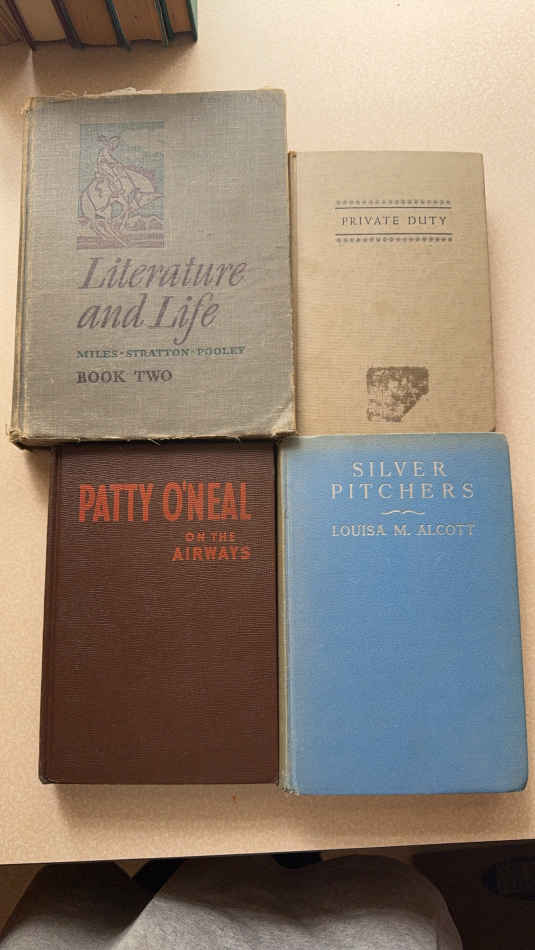 Literature
and Life
MILES-STRATTON-POOLEY
BOOK TWO
PRIVATE DUTY
PATTY O'NEAL
ON THE
AIRWAYS
SILVER
PITCHERS
LOUISA M. ALCOTT